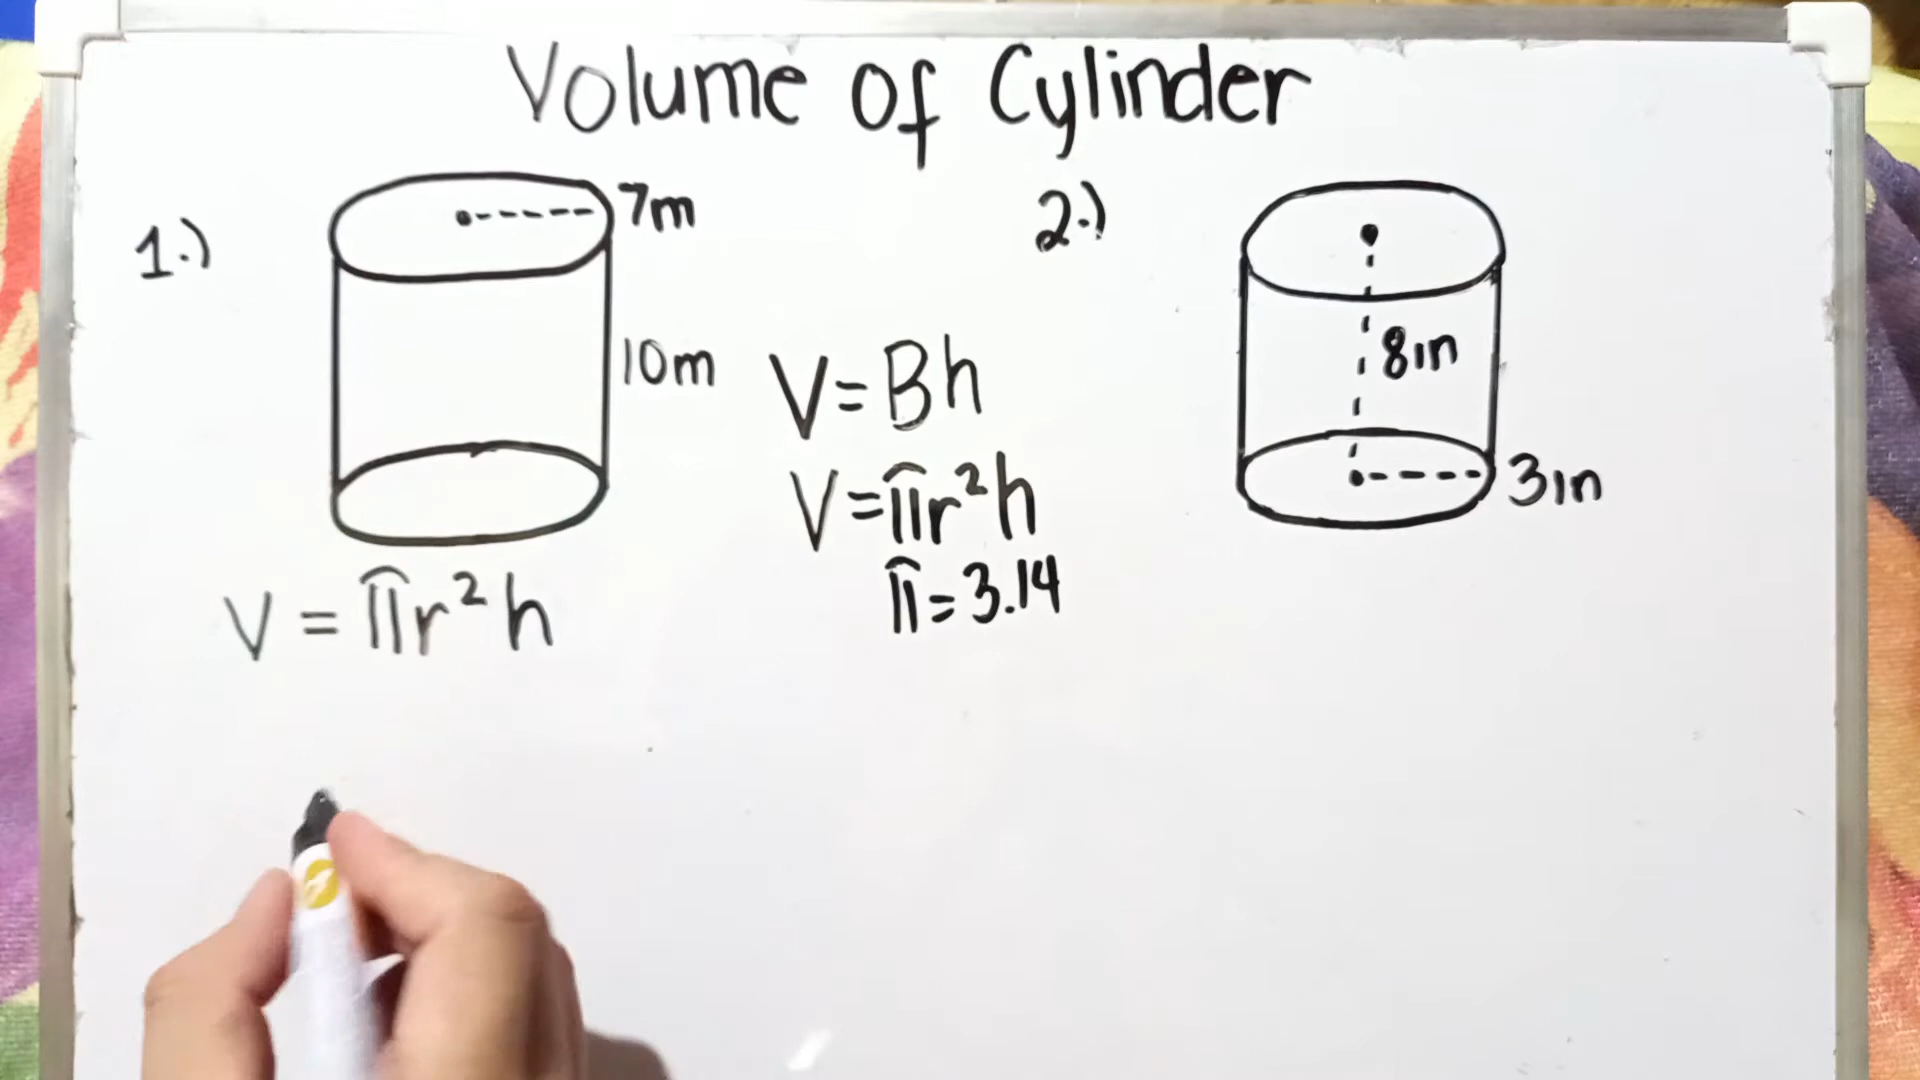 Volume of Cylinder
1.)
7m
10m
V = πr²h
V = Bh
V = πr²h
π = 3.14
2.)
8in
3in